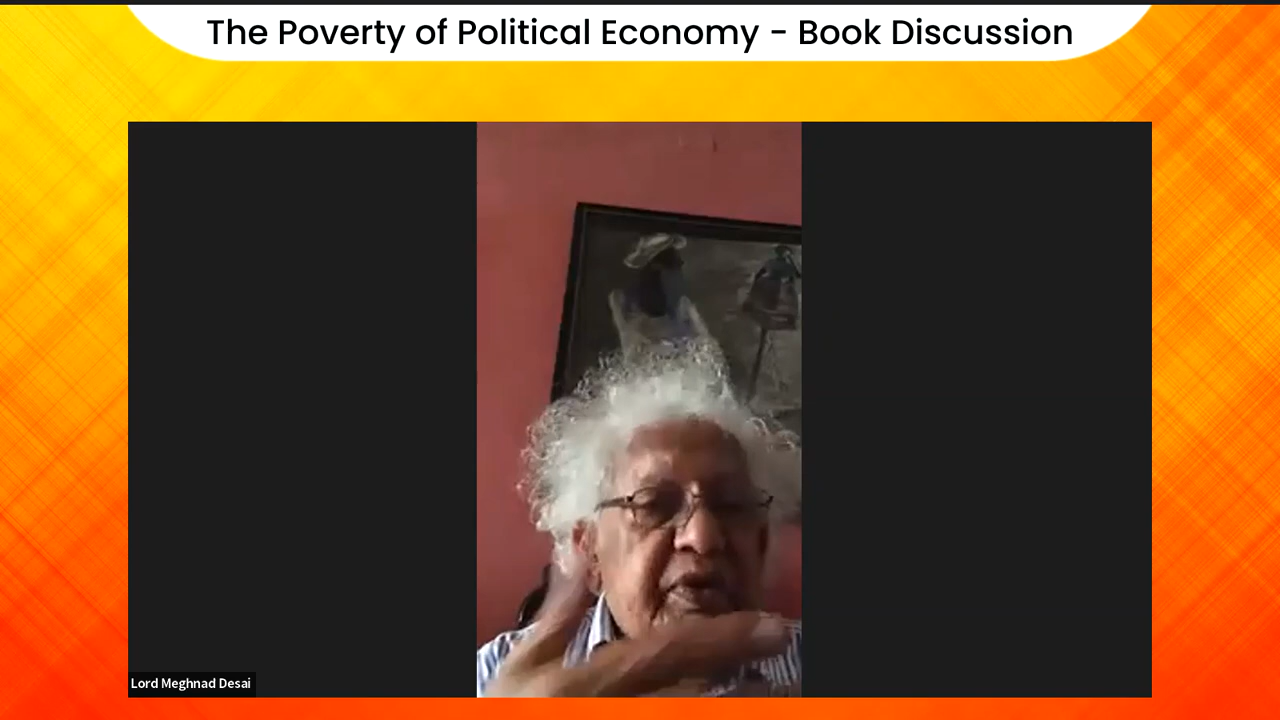 The Poverty of Political Economy - Book Discussion
Lord Meghnad Desai